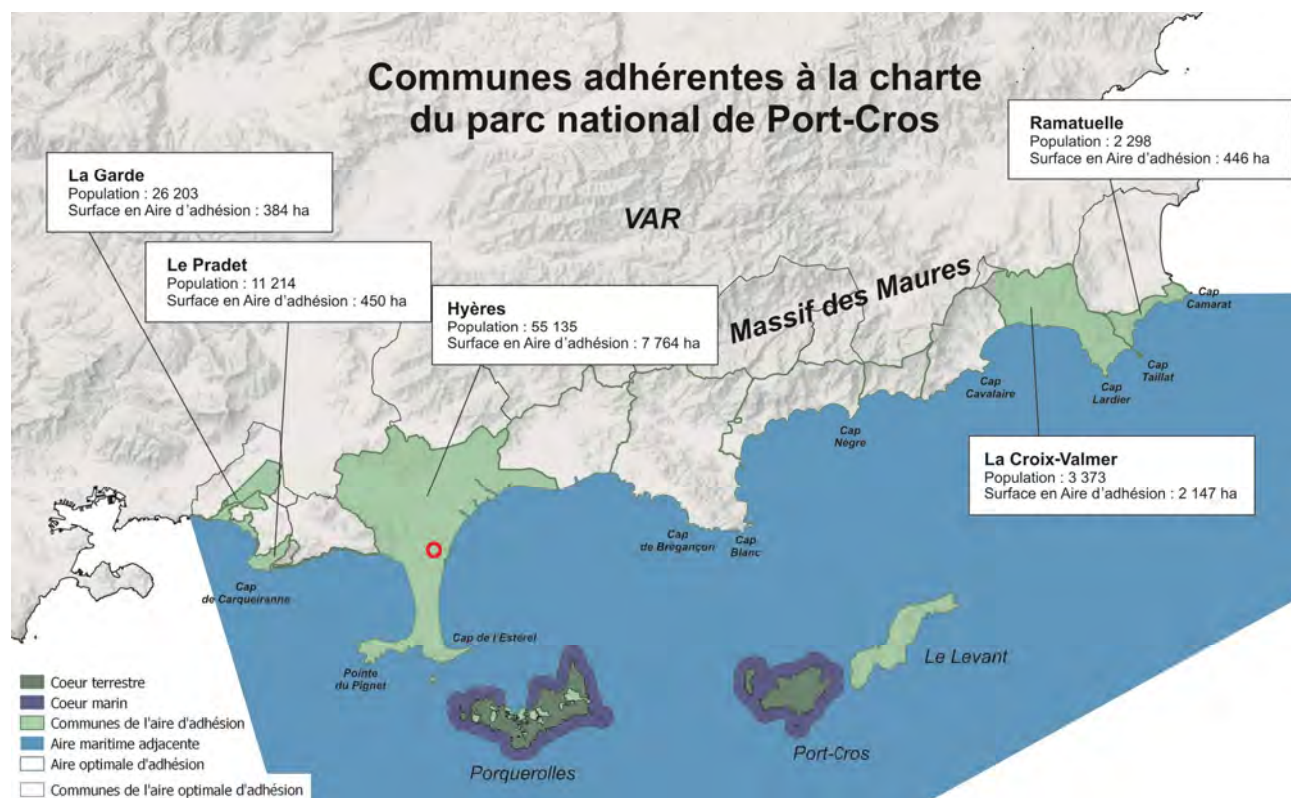 Communes adhérentes à la charte
du parc national de Port-Cros
Ramatuelle
Population : 2 298
Surface en Aire d'adhésion : 446 ha
La Garde
Population : 26 203
Surface en Aire d'adhésion : 384 ha
VAR
Le Pradet
Population : 11 214
Surface en Aire d'adhésion : 450 ha
Hyères
Population : 55 135
Surface en Aire d'adhésion : 7 764 ha
Massif des Maures
Cap
Camarat
Cap
Taillat
Cap
Lardier
Cap
Cavalaire
Cap
Nègre
La Croix-Valmer
Population : 3 373
Surface en Aire d'adhésion : 2 147 ha
Cap
de Brégançon
Cap
Blanc
Cap
de Carqueiranne
Cap de l'Estérel
Pointe
du Pignet
Le Levant
Port-Cros
Porquerolles
Coeur terrestre
Coeur marin
Communes de l'aire d'adhésion
Aire maritime adjacente
Aire optimale d'adhésion
Communes de l'aire optimale d'adhésion